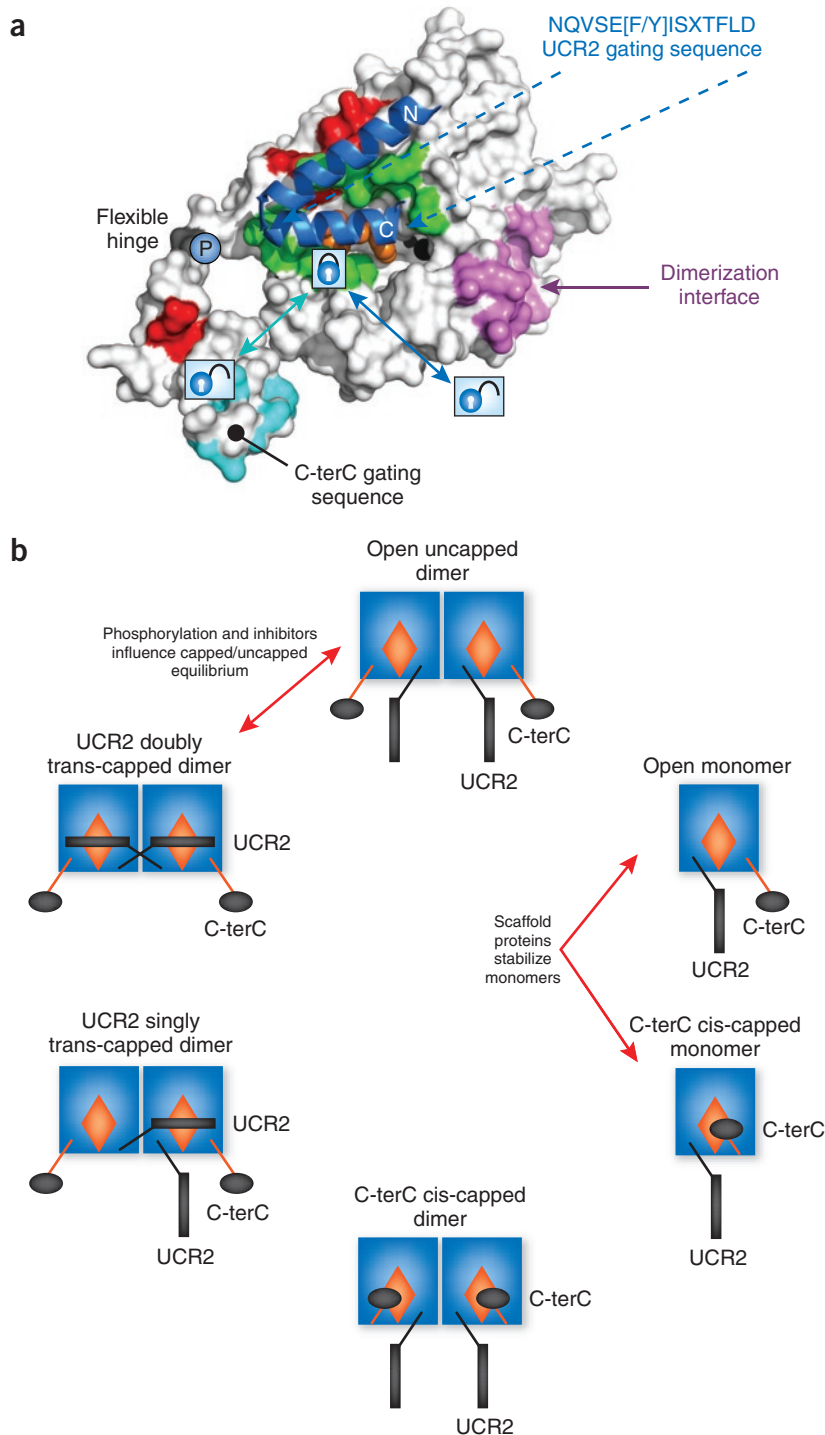 a
NQVSE[F/Y]ISXTFLD
UCR2 gating sequence
N
Flexible
hinge
P
C
Dimerization
interface
C-terC gating
sequence
b
Open uncapped
dimer
Phosphorylation and inhibitors
influence capped/uncapped
equilibrium
C-terC
UCR2
UCR2 doubly
trans-capped dimer
UCR2
C-terC
Open monomer
C-terC
UCR2
Scaffold
proteins
stabilize
monomers
UCR2 singly
trans-capped dimer
UCR2
C-terC
UCR2
C-terC cis-capped
monomer
C-terC
UCR2
C-terC cis-capped
dimer
C-terC
UCR2